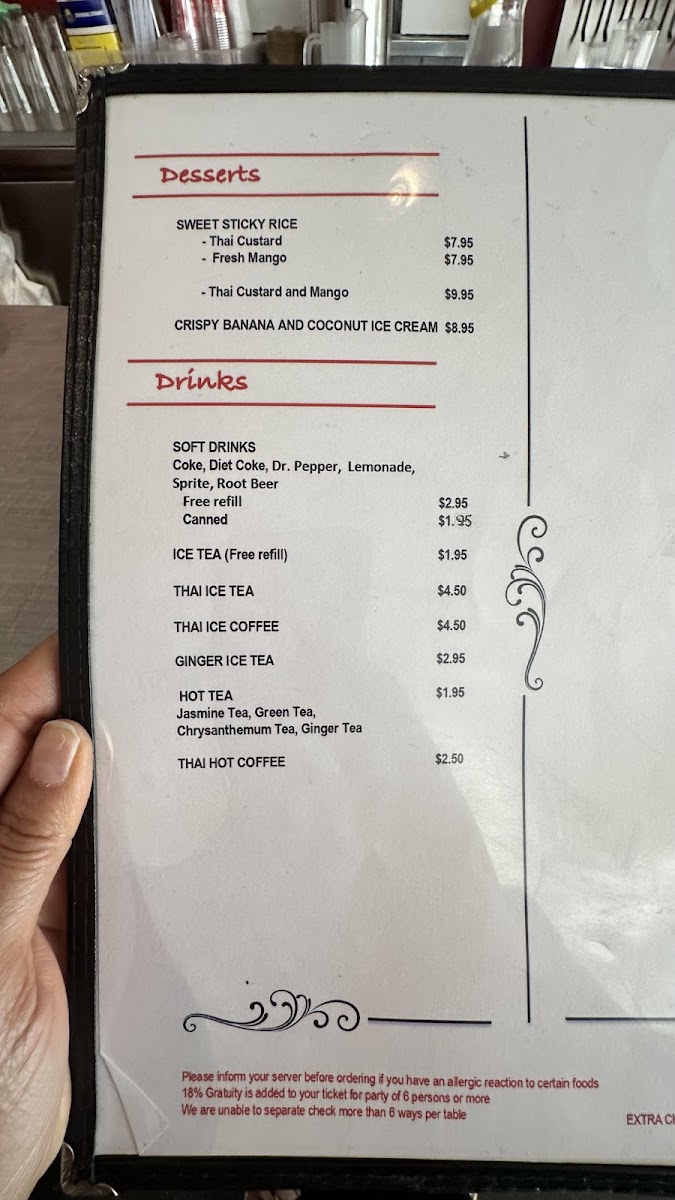 Desserts
SWEET STICKY RICE
- Thai Custard $7.95
- Fresh Mango $7.95
- Thai Custard and Mango $9.95
CRISPY BANANA AND COCONUT ICE CREAM $8.95
Drinks
SOFT DRINKS
Coke, Diet Coke, Dr. Pepper, Lemonade,
Sprite, Root Beer
Free refill $2.95
Canned $1.95
ICE TEA (Free refill) $1.95
THAI ICE TEA $4.50
THAI ICE COFFEE $4.50
GINGER ICE TEA $2.95
HOT TEA $1.95
Jasmine Tea, Green Tea,
Chrysanthemum Tea, Ginger Tea
THAI HOT COFFEE $2.50
Please inform your server before ordering if you have an allergic reaction to certain foods
18% Gratuity is added to your ticket for party of 6 persons or more
We are unable to separate check more than 6 ways per table
EXTRA